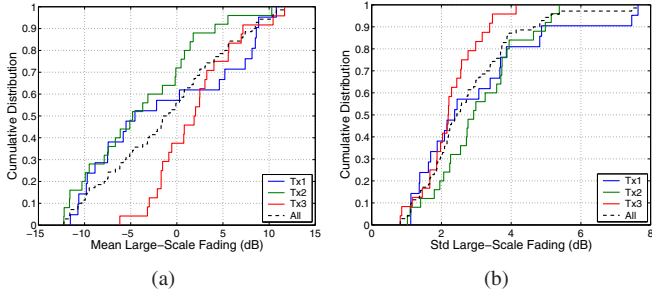 1
0.9
0.8
0.7
0.6
0.5
0.4
0.3
0.2
0.1
0
Cumulative Distribution
−15 −10 −5 0 5 10 15
Mean Large−Scale Fading (dB)
Tx1
Tx2
Tx3
All
(a)
1
0.9
0.8
0.7
0.6
0.5
0.4
0.3
0.2
0.1
0
Cumulative Distribution
0 2 4 6 8
Std Large−Scale Fading (dB)
Tx1
Tx2
Tx3
All
(b)